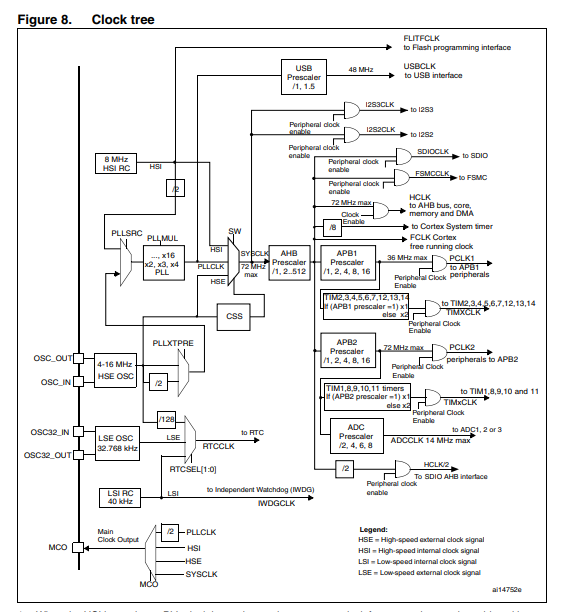 Figure 8. Clock tree
FLITFCLK
to Flash programming interface
USB
Prescaler
/1, 1.5
48 MHz
USBCLK
to USB interface
I2S3CLK
to I2S3
Peripheral clock
enable
I2S2CLK
to I2S2
Peripheral clock
enable
SDIOCLK
to SDIO
Peripheral clock
enable
FSMCCLK
to FSMC
Peripheral clock
enable
8 MHz
HSI RC
HSI
/2
72 MHz max
HCLK
to AHB bus, core,
memory and DMA
Clock
Enable
/8
to Cortex System timer
FCLK Cortex
free running clock
PLLSRC
PLLMUL
..., x16
x2, x3, x4
PLL
SW
HSI
PLLCLK
HSE
SYSCLK
72 MHz
max
AHB
Prescaler
/1, 2..512
APB1
Prescaler
/1, 2, 4, 8, 16
36 MHz max
PCLK1
to APB1
peripherals
Peripheral Clock
Enable
TIM2,3,4,5,6,7,12,13,14
If (APB1 prescaler =1) x1
else x2
to TIM2,3,4,5,6,7,12,13,14
TIMXCLK
Peripheral Clock
Enable
CSS
APB2
Prescaler
/1, 2, 4, 8, 16
72 MHz max
PCLK2
peripherals to APB2
Peripheral Clock
Enable
PLLXTPRE
OSC_OUT
OSC_IN
4-16 MHz
HSE OSC
/2
TIM1,8,9,10,11 timers
If (APB2 prescaler =1) x1
else x2
to TIM1,8,9,10 and 11
TIMxCLK
Peripheral Clock
Enable
/128
OSC32_IN
OSC32_OUT
LSE OSC
32.768 kHz
LSE
to RTC
RTCCLK
RTCSEL[1:0]
ADC
Prescaler
/2, 4, 6, 8
to ADC1, 2 or 3
ADCCLK 14 MHz max
/2
HCLK/2
To SDIO AHB interface
Peripheral clock
enable
LSI RC
40 kHz
LSI
to Independent Watchdog (IWDG)
IWDGCLK
MCO
Main
Clock Output
/2
PLLCLK
HSI
HSE
SYSCLK
MCO
Legend:
HSE = High-speed external clock signal
HSI = High-speed internal clock signal
LSI = Low-speed internal clock signal
LSE = Low-speed external clock signal
ai14752e